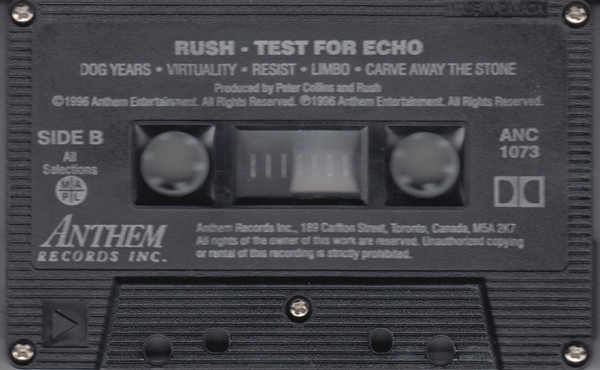 MADE IN CANADA
RUSH - TEST FOR ECHO
DOG YEARS • VIRTUALITY • RESIST • LIMBO • CARVE AWAY THE STONE
Produced by Peter Collins and Rush
©1996 Anthem Entertainment. All Rights Reserved. ℗1996 Anthem Entertainment. All Rights Reserved.
SIDE B
All
Selections
M A
P L
ANC
1073
ANTHEM
RECORDS INC.
Anthem Records Inc., 189 Carlton Street, Toronto, Canada, M5A 2K7
All rights of the owner of this work are reserved. Unauthorized copying
or rental of this recording is strictly prohibited.